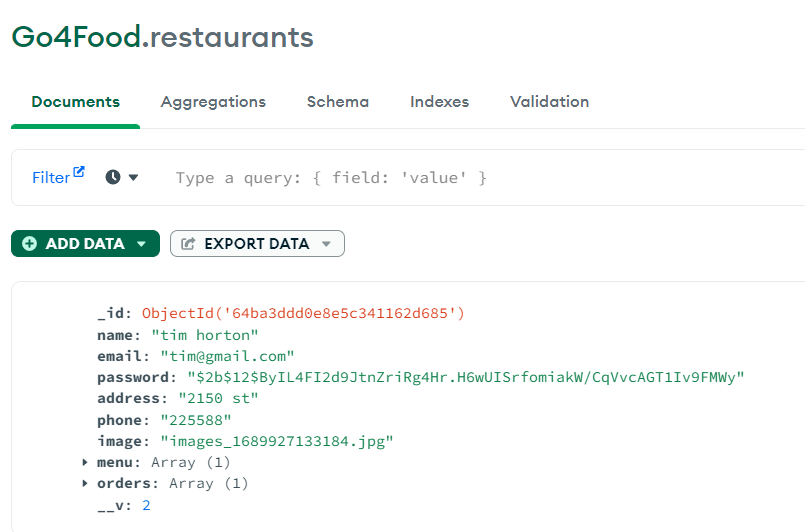 Go4Food.restaurants
Documents Aggregations Schema Indexes Validation
Filter Type a query: { field: 'value' }
ADD DATA EXPORT DATA
_id: ObjectId('64ba3ddd0e8e5c341162d685')
name: "tim horton"
email: "tim@gmail.com"
password: "$2b$12$ByIL4FI2d9JtnZriRg4Hr.H6wUISrfomiakW/CqVvcAGT1Iv9FMWy"
address: "2150 st"
phone: "225588"
image: "images_1689927133184.jpg"
menu: Array (1)
orders: Array (1)
__v: 2